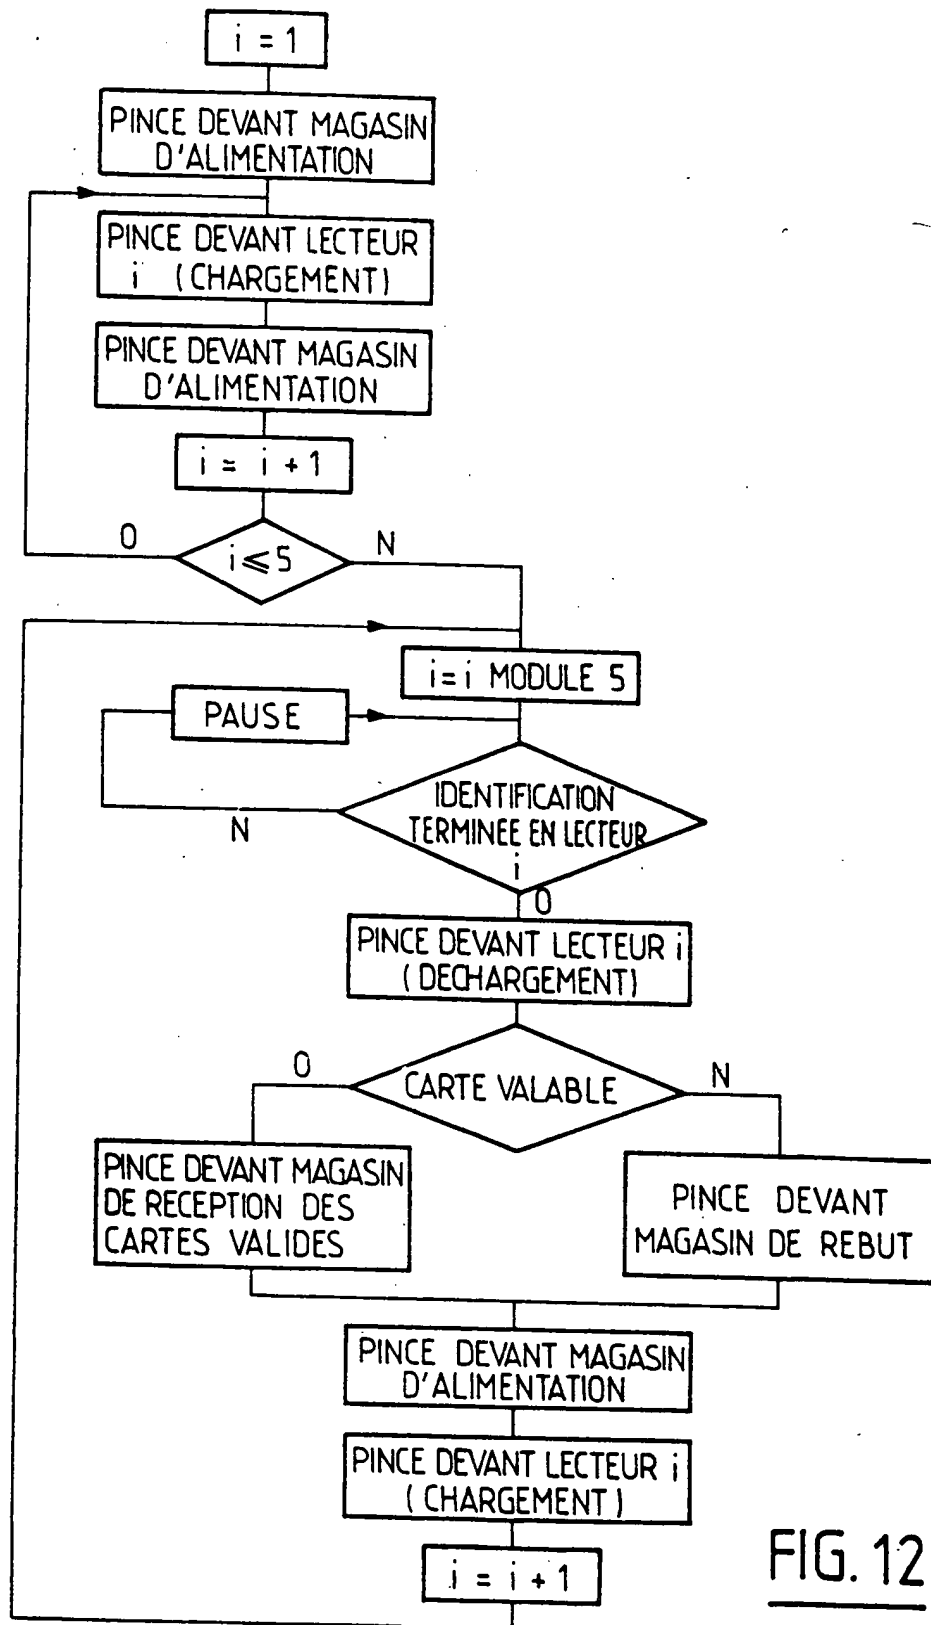 i = 1
PINCE DEVANT MAGASIN
D'ALIMENTATION
PINCE DEVANT LECTEUR
i (CHARGEMENT)
PINCE DEVANT MAGASIN
D'ALIMENTATION
i = i + 1
O
i ≤ 5
N
i = i MODULE 5
PAUSE
IDENTIFICATION
TERMINEE EN LECTEUR
i
N
O
PINCE DEVANT LECTEUR i
(DECHARGEMENT)
O
CARTE VALABLE
N
PINCE DEVANT MAGASIN
DE RECEPTION DES
CARTES VALIDES
PINCE DEVANT
MAGASIN DE REBUT
PINCE DEVANT MAGASIN
D'ALIMENTATION
PINCE DEVANT LECTEUR i
(CHARGEMENT)
i = i + 1
FIG. 12